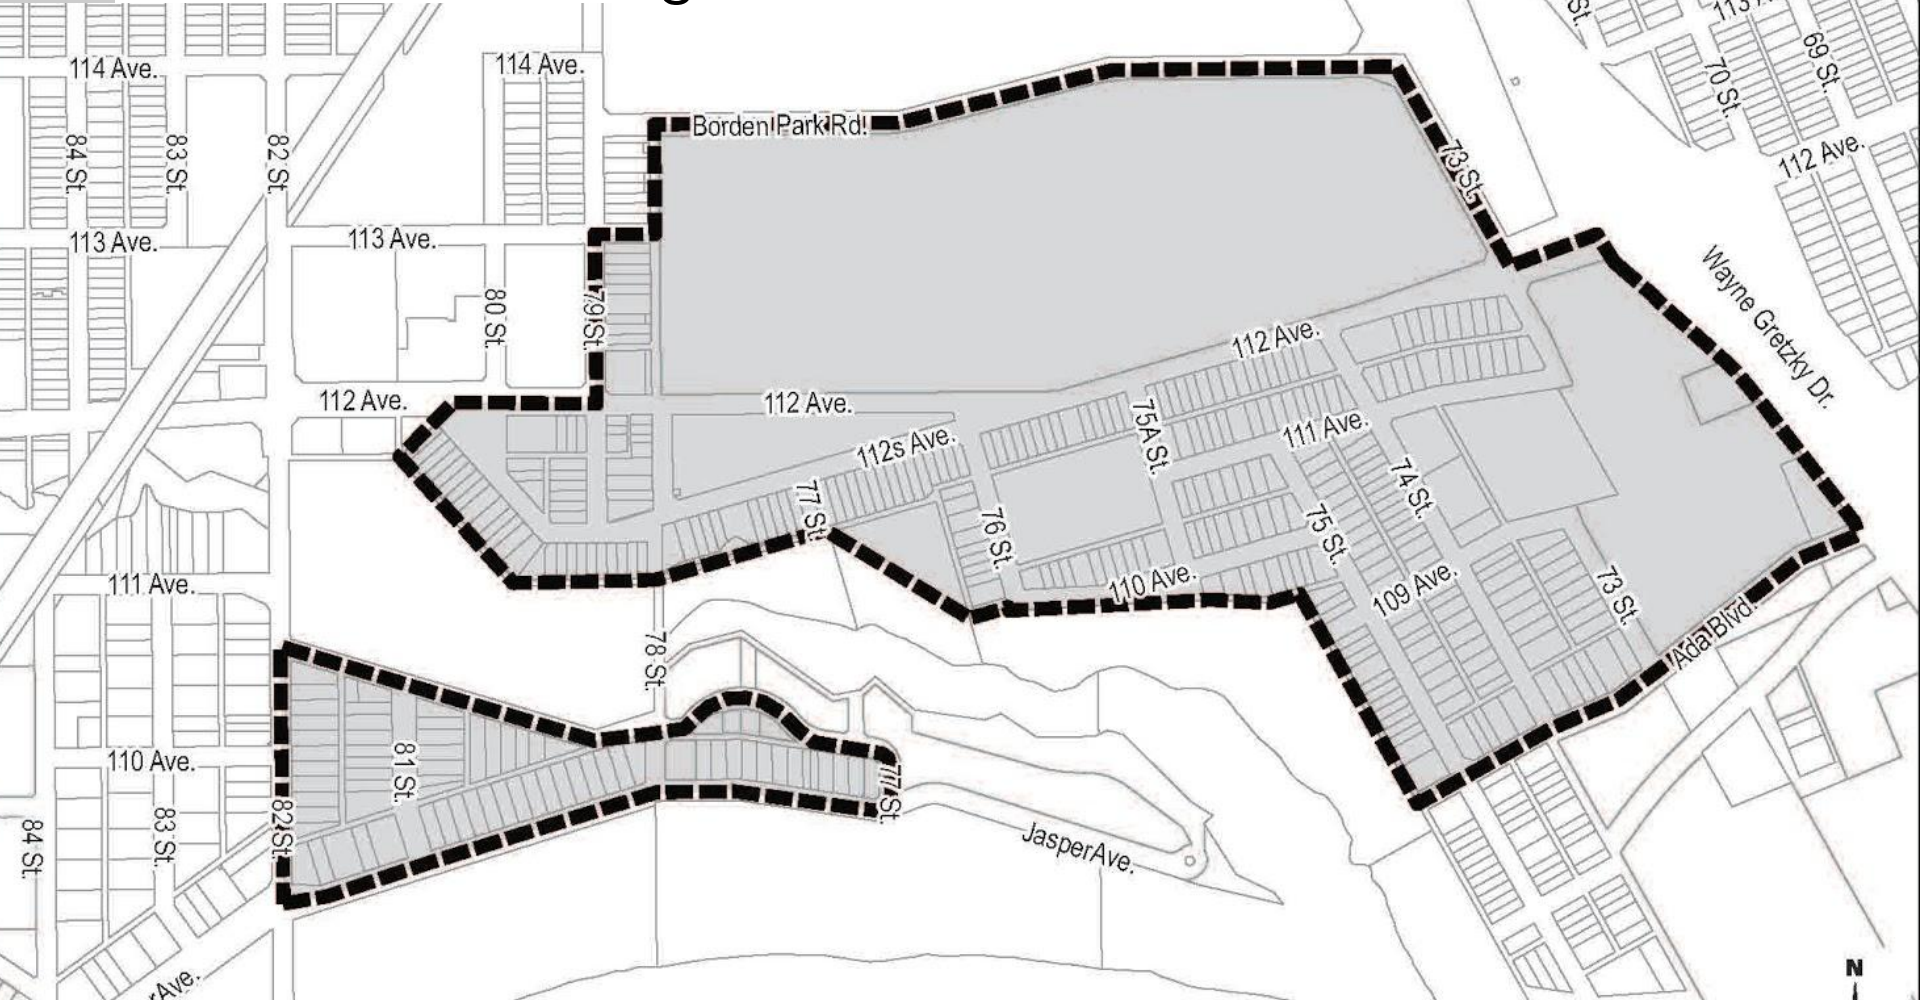 g
St.
113
114 Ave.
114 Ave.
69 St.
70 St.
Borden Park Rd.
84 St.
83 St.
82 St.
73 St.
112 Ave.
113 Ave.
113 Ave.
Wayne Gretzky Dr.
80 St.
79 St.
112 Ave.
112 Ave.
112 Ave.
75A St.
111 Ave.
112s Ave.
74 St.
77 St.
76 St.
75 St.
111 Ave.
110 Ave.
109 Ave.
73 St.
Ada Blvd.
78 St.
110 Ave.
81 St.
77 St.
82 St.
83 St.
84 St.
JasperAve.
rAve.
N